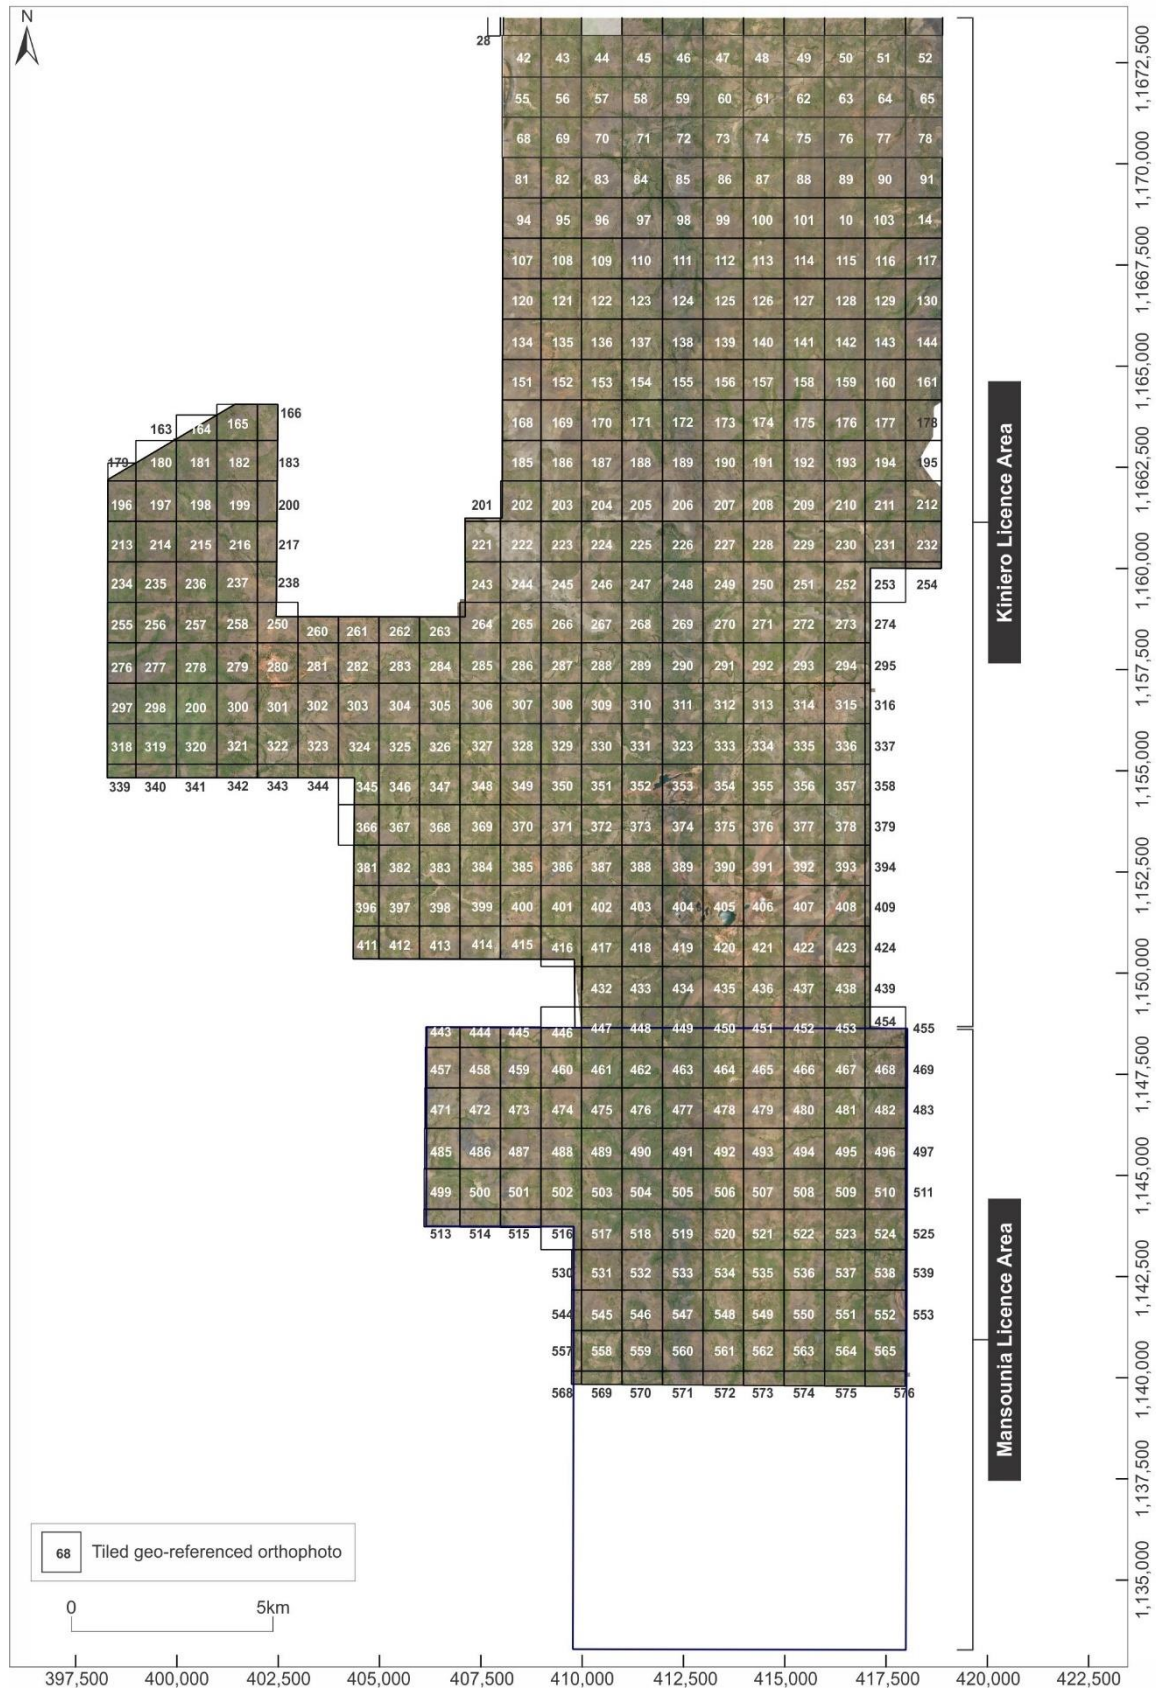 N
28
42 43 44 45 46 47 48 49 50 51 52
1,1672,500
55 56 57 58 59 60 61 62 63 64 65
68 69 70 71 72 73 74 75 76 77 78
1,170,000
81 82 83 84 85 86 87 88 89 90 91
94 95 96 97 98 99 100 101 10 103 14
107 108 109 110 111 112 113 114 115 116 117
1,1667,500
120 121 122 123 124 125 126 127 128 129 130
134 135 136 137 138 139 140 141 142 143 144
1,165,000
151 152 153 154 155 156 157 158 159 160 161
163 164 165 166 168 169 170 171 172 173 174 175 176 177 178
179 180 181 182 183 185 186 187 188 189 190 191 192 193 194 195
1,1662,500
196 197 198 199 200 201 202 203 204 205 206 207 208 209 210 211 212
213 214 215 216 217 221 222 223 224 225 226 227 228 229 230 231 232
Kiniero Licence Area
1,160,000
234 235 236 237 238 243 244 245 246 247 248 249 250 251 252 253 254
255 256 257 258 250 260 261 262 263 264 265 266 267 268 269 270 271 272 273 274
276 277 278 279 280 281 282 283 284 285 286 287 288 289 290 291 292 293 294 295
1,157,500
297 298 200 300 301 302 303 304 305 306 307 308 309 310 311 312 313 314 315 316
318 319 320 321 322 323 324 325 326 327 328 329 330 331 323 333 334 335 336 337
1,155,000
339 340 341 342 343 344 345 346 347 348 349 350 351 352 353 354 355 356 357 358
366 367 368 369 370 371 372 373 374 375 376 377 378 379
381 382 383 384 385 386 387 388 389 390 391 392 393 394
1,152,500
396 397 398 399 400 401 402 403 404 405 406 407 408 409
411 412 413 414 415 416 417 418 419 420 421 422 423 424
1,150,000
432 433 434 435 436 437 438 439
443 444 445 446 447 448 449 450 451 452 453 454 455
457 458 459 460 461 462 463 464 465 466 467 468 469
1,147,500
471 472 473 474 475 476 477 478 479 480 481 482 483
485 486 487 488 489 490 491 492 493 494 495 496 497
1,145,000
499 500 501 502 503 504 505 506 507 508 509 510 511
513 514 515 516 517 518 519 520 521 522 523 524 525
530 531 532 533 534 535 536 537 538 539
1,142,500
544 545 546 547 548 549 550 551 552 553
Mansounia Licence Area
557 558 559 560 561 562 563 564 565
1,140,000
568 569 570 571 572 573 574 575 576
1,137,500
68 Tiled geo-referenced orthophoto
1,135,000
0 5km
397,500 400,000 402,500 405,000 407,500 410,000 412,500 415,000 417,500 420,000 422,500